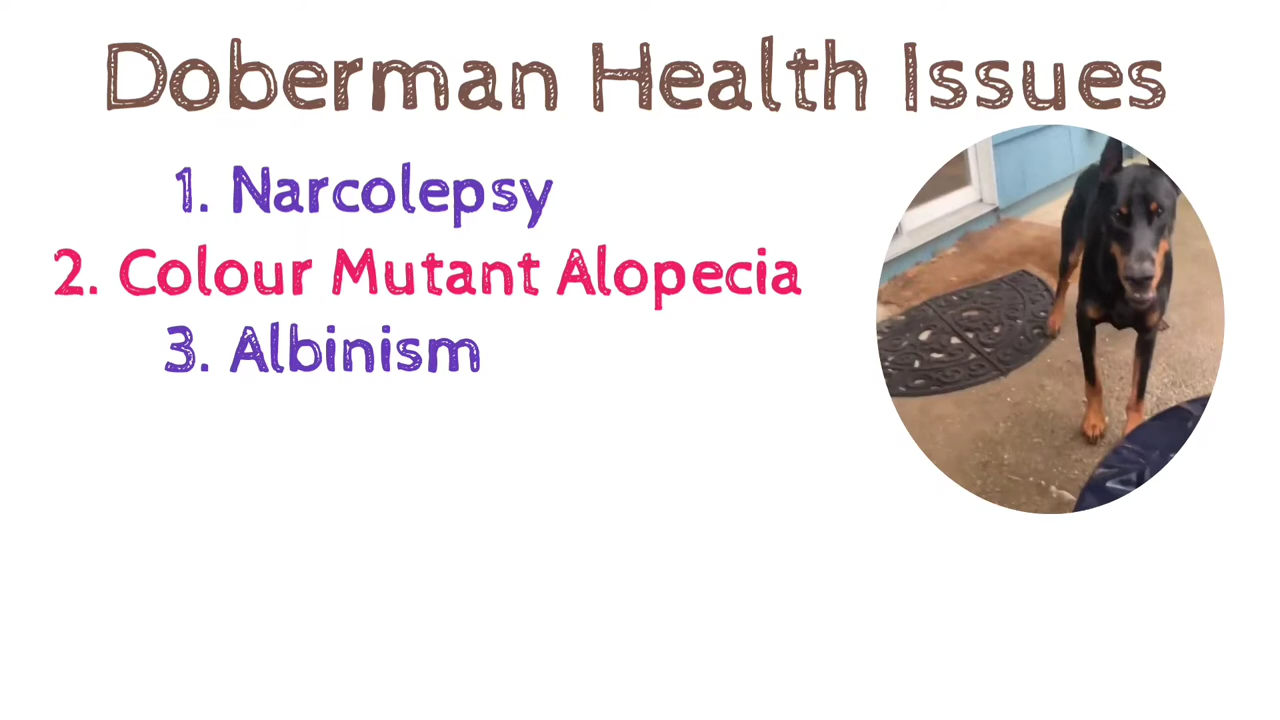 Doberman Health Issues
1. Narcolepsy
2. Colour Mutant Alopecia
3. Albinism